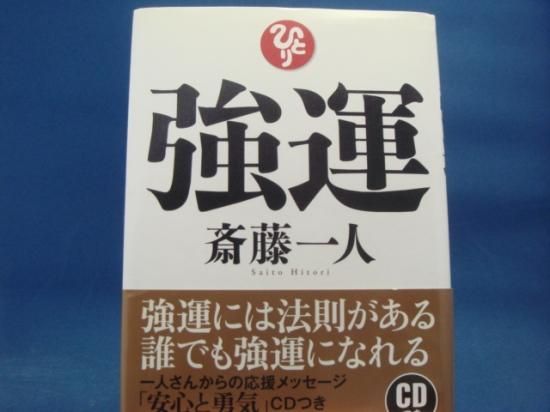 ひとり
強運
斎藤一人
Saito Hitori
強運には法則がある
誰でも強運になれる
一人さんからの応援メッセージ
「安心と勇気」CDつき
CD